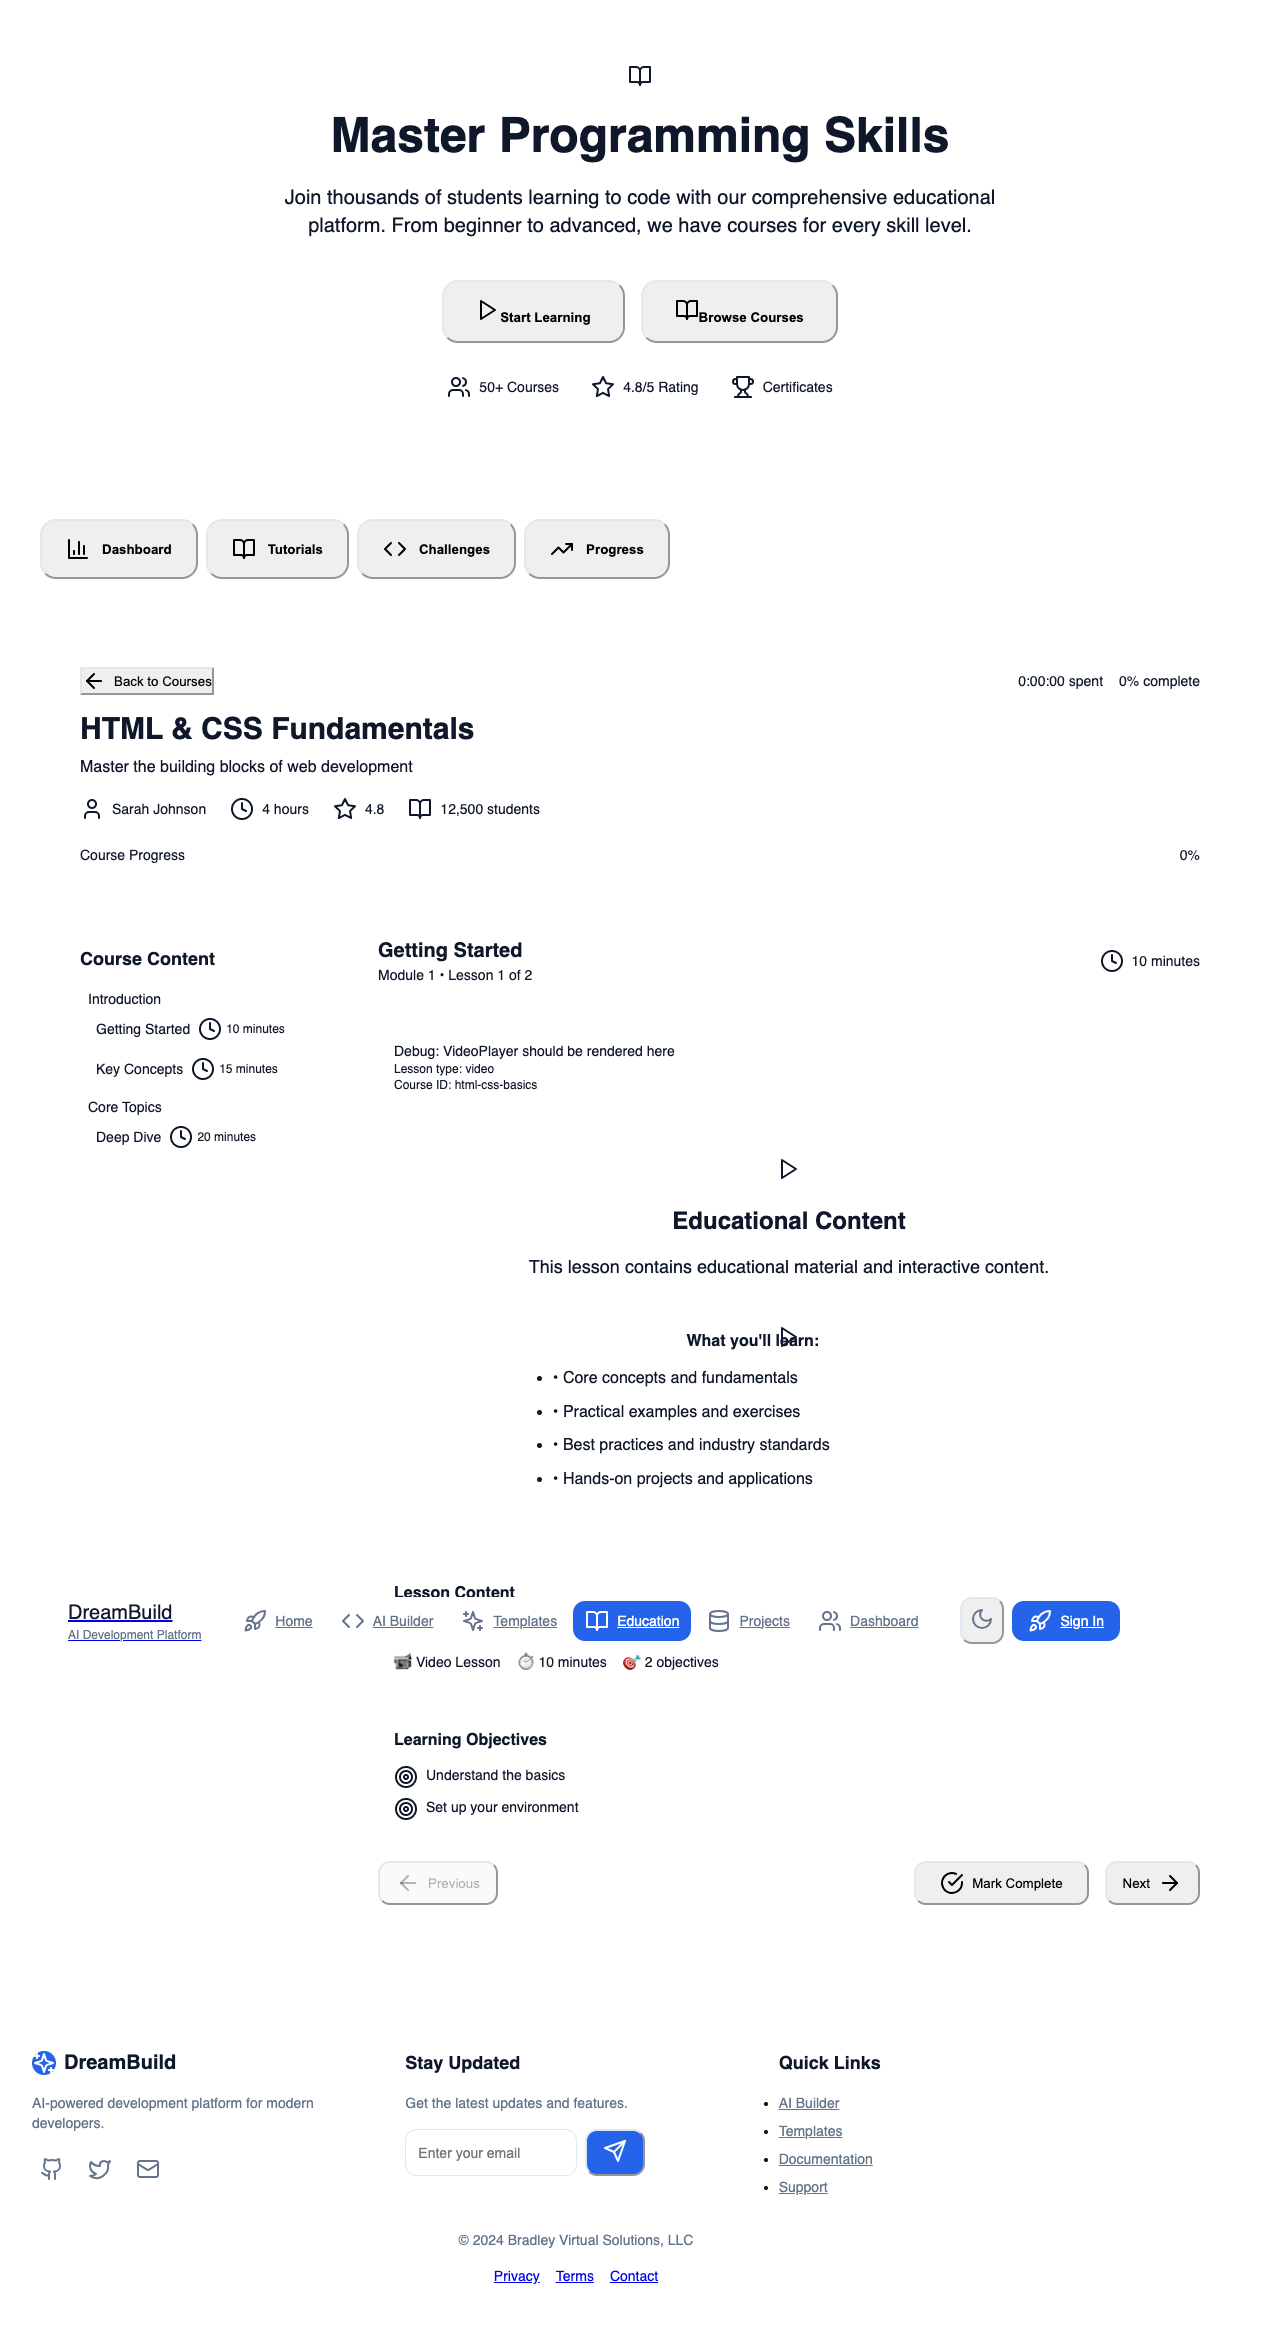 Master Programming Skills
Join thousands of students learning to code with our comprehensive educational
platform. From beginner to advanced, we have courses for every skill level.
Start Learning
Browse Courses
50+ Courses
4.8/5 Rating
Certificates
Dashboard
Tutorials
Challenges
Progress
Back to Courses
0:00:00 spent
0% complete
HTML & CSS Fundamentals
Master the building blocks of web development
Sarah Johnson
4 hours
4.8
12,500 students
Course Progress
0%
Course Content
Introduction
Getting Started
10 minutes
Key Concepts
15 minutes
Core Topics
Deep Dive
20 minutes
Getting Started
Module 1 • Lesson 1 of 2
10 minutes
Debug: VideoPlayer should be rendered here
Lesson type: video
Course ID: html-css-basics
Educational Content
This lesson contains educational material and interactive content.
What you'll learn:
• • Core concepts and fundamentals
• • Practical examples and exercises
• • Best practices and industry standards
• • Hands-on projects and applications
Lesson Content
DreamBuild
AI Development Platform
Home
AI Builder
Templates
Education
Projects
Dashboard
Sign In
📹 Video Lesson
⏱️ 10 minutes
🎯 2 objectives
Learning Objectives
Understand the basics
Set up your environment
Previous
Mark Complete
Next
DreamBuild
AI-powered development platform for modern
developers.
Stay Updated
Get the latest updates and features.
Enter your email
Quick Links
• AI Builder
• Templates
• Documentation
• Support
© 2024 Bradley Virtual Solutions, LLC
Privacy
Terms
Contact